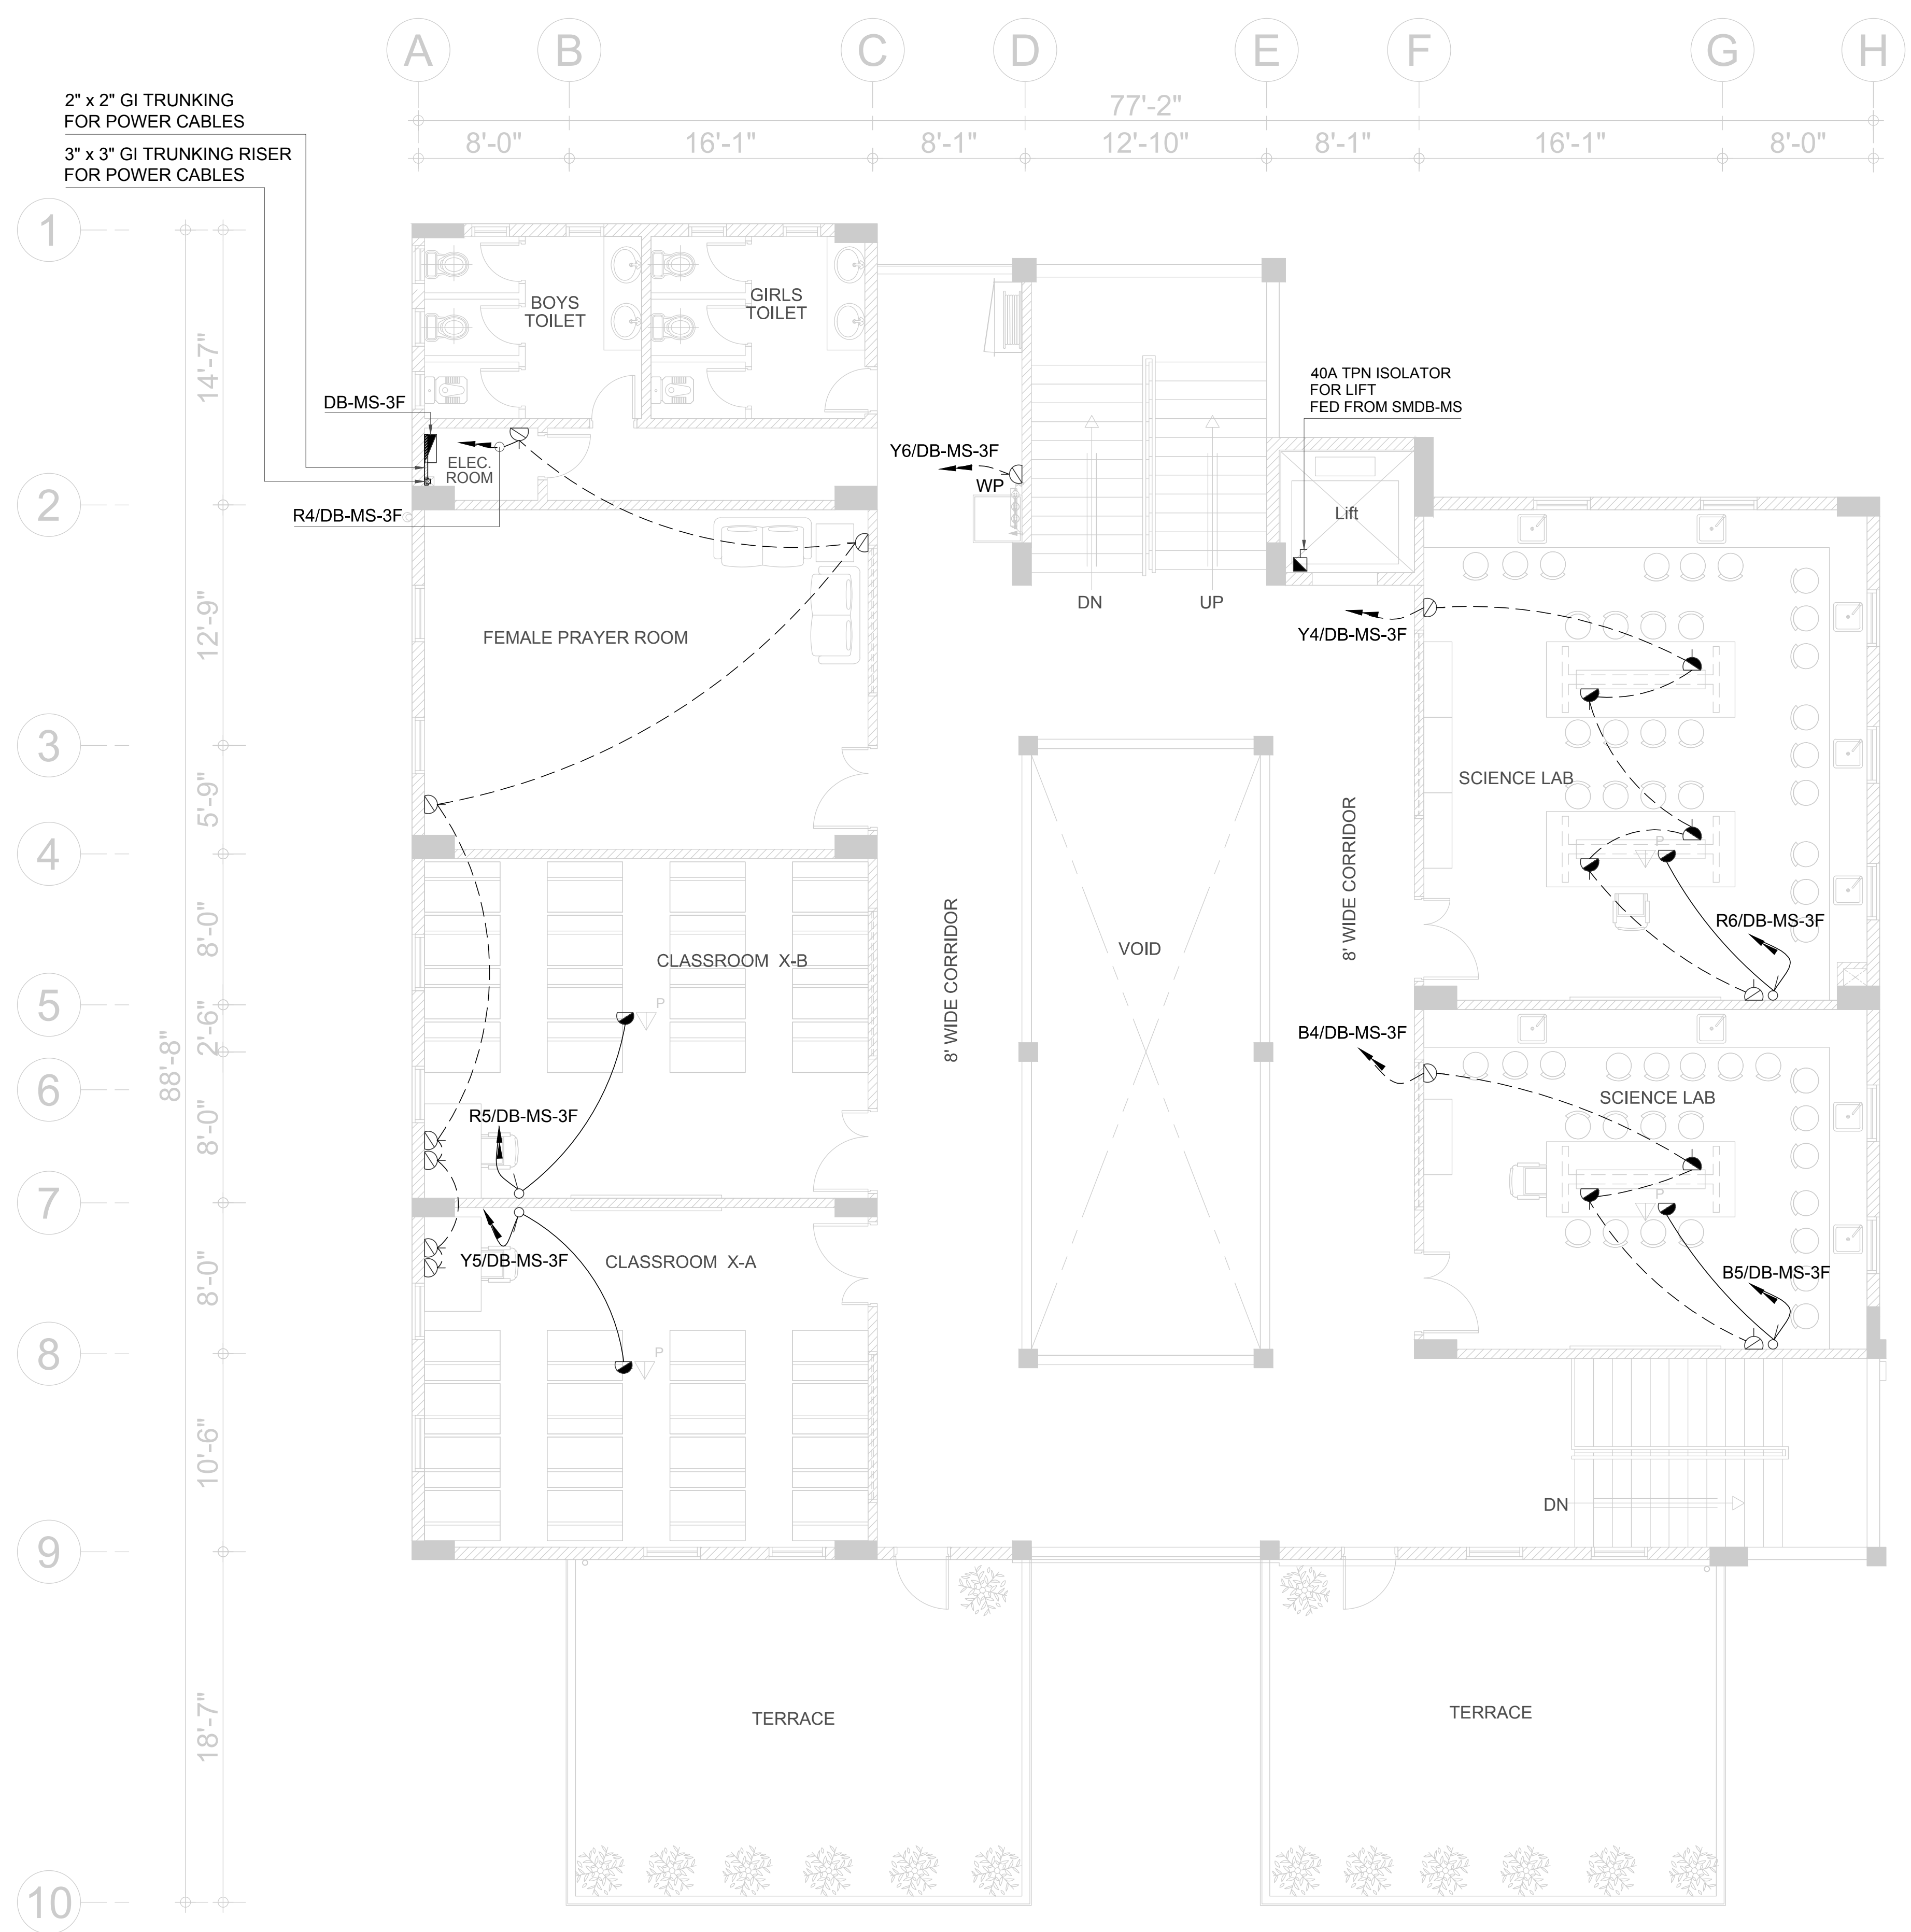 A B C D E F G H
77'-2"
8'-0" 16'-1" 8'-1" 12'-10" 8'-1" 16'-1" 8'-0"
2" x 2" GI TRUNKING
FOR POWER CABLES
3" x 3" GI TRUNKING RISER
FOR POWER CABLES
1
2
3
4
5
6
7
8
9
10
88'-8"
14'-7"
12'-9"
5'-9"
8'-0"
2'-6"
8'-0"
8'-0"
10'-6"
18'-7"
BOYS
TOILET
GIRLS
TOILET
DB-MS-3F
ELEC.
ROOM
R4/DB-MS-3F
Y6/DB-MS-3F
WP
40A TPN ISOLATOR
FOR LIFT
FED FROM SMDB-MS
Lift
DN
UP
FEMALE PRAYER ROOM
Y4/DB-MS-3F
SCIENCE LAB
P
R6/DB-MS-3F
8' WIDE CORRIDOR
VOID
8' WIDE CORRIDOR
CLASSROOM X-B
P
R5/DB-MS-3F
B4/DB-MS-3F
SCIENCE LAB
P
B5/DB-MS-3F
Y5/DB-MS-3F
CLASSROOM X-A
P
DN
TERRACE
TERRACE